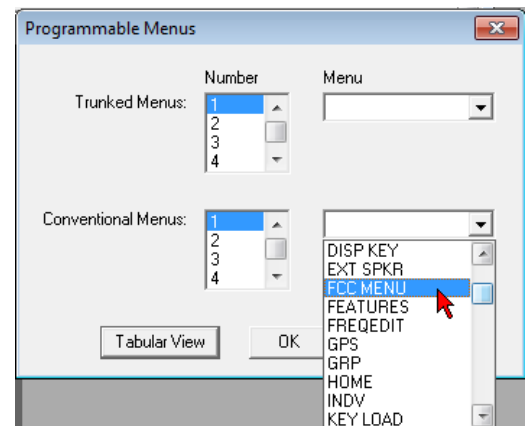 Programmable Menus
Number Menu
Trunked Menus: 1
2
3
4
Conventional Menus: 1
2
3
4
DISP KEY
EXT SPKR
FCC MENU
FEATURES
FREQEDIT
GPS
GRP
HOME
INDV
KEY LOAD
Tabular View OK